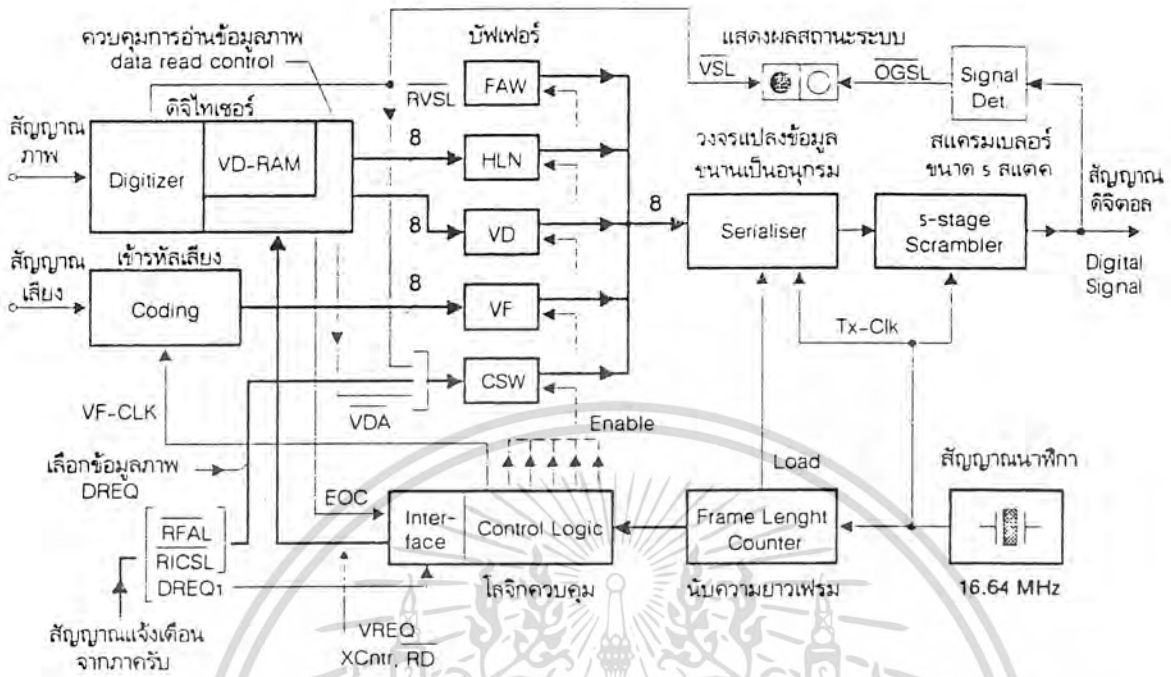 ควบคุมการอ่านข้อมูลภาพ
data read control
ดิจิไทเซอร์
สัญญาณ
ภาพ
Digitizer
VD-RAM
สัญญาณ
เสียง
เข้ารหัสเสียง
Coding
VF-CLK
เลือกข้อมูลภาพ
DREQ
RFAL
RICSL
DREQ1
สัญญาณแจ้งเตือน
จากภาครับ
บัฟเฟอร์
RVSL
FAW
8
HLN
8
VD
8
VF
CSW
VDA
Enable
EOC
Inter-
face
Control Logic
โลจิกควบคุม
VREQ
XCntr, RD
แสดงผลสถานะระบบ
VSL
OGSL
Signal
Det.
วงจรแปลงข้อมูล
ขนานเป็นอนุกรม
8
Serialiser
สแครมเบลอร์
ขนาด 5 สแตค
5-stage
Scrambler
สัญญาณ
ดิจิตอล
Digital
Signal
Tx-Clk
Load
Frame Lenght
Counter
นับความยาวเฟรม
สัญญาณนาฬิกา
16.64 MHz